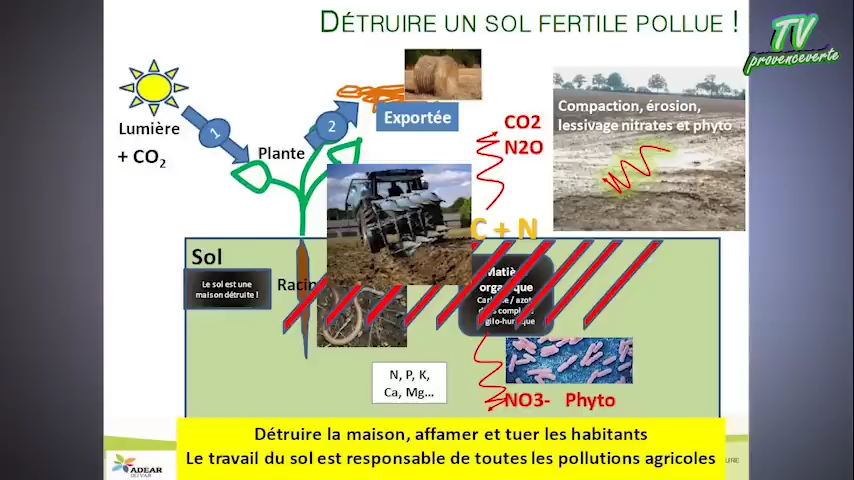 DÉTRUIRE UN SOL FERTILE POLLUE !
TV
provenceverte
Lumière
+ CO2
1
2
Plante
Exportée
CO2
N2O
Compaction, érosion,
lessivage nitrates et phyto
C + N
Sol
Le sol est une
maison détruite !
N, P, K,
Ca, Mg...
NO3- Phyto
Détruire la maison, affamer et tuer les habitants
Le travail du sol est responsable de toutes les pollutions agricoles
ADEAR